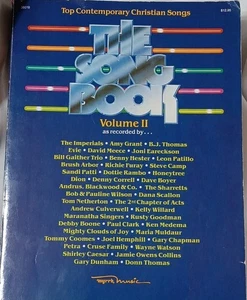 Top Contemporary Christian Songs
THE
SONG
BOOK
Volume II
as recorded by...
The Imperials • Amy Grant • B.J. Thomas
Evie • David Meece • Joni Eareckson
Bill Gaither Trio • Benny Hester • Leon Patillo
Brush Arbor • Richie Furay • Steve Camp
Sandi Patti • Dottie Rambo • Honeytree
Dion • Denny Correll • Dave Boyer
Andrus, Blackwood & Co. • The Sharretts
Bob & Pauline Wilson • Dana Scallon
Tom Netherton • The 2nd Chapter of Acts
Andrew Culverwell • Kelly Willard
Maranatha Singers • Rusty Goodman
Debby Boone • Paul Clark • Ken Medema
Mighty Clouds of Joy • Maria Muldaur
Tommy Coomes • Joel Hemphill • Gary Chapman
Petra • Cruse Family • Wayne Watson
Shirley Caesar • Jamie Owens Collins
Gary Dunham • Donn Thomas